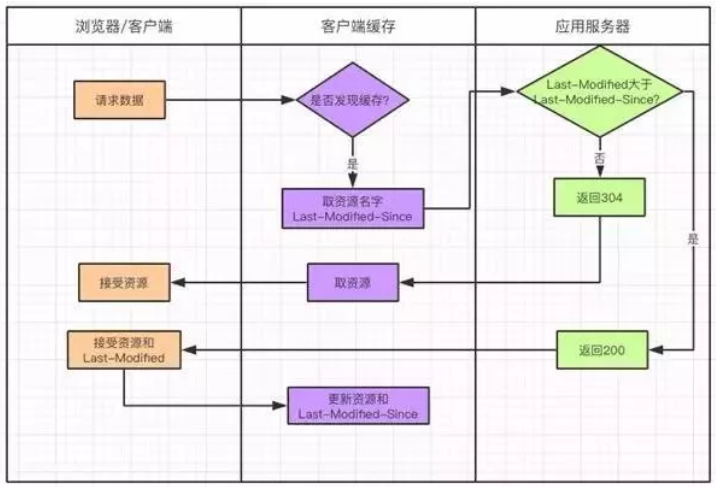 浏览器/客户端
客户端缓存
应用服务器
请求数据
是否发现缓存?
Last-Modified大于
Last-Modified-Since?
是
否
取资源名字
Last-Modified-Since
返回304
是
接受资源
取资源
接受资源和
Last-Modified
返回200
更新资源和
Last-Modified-Since